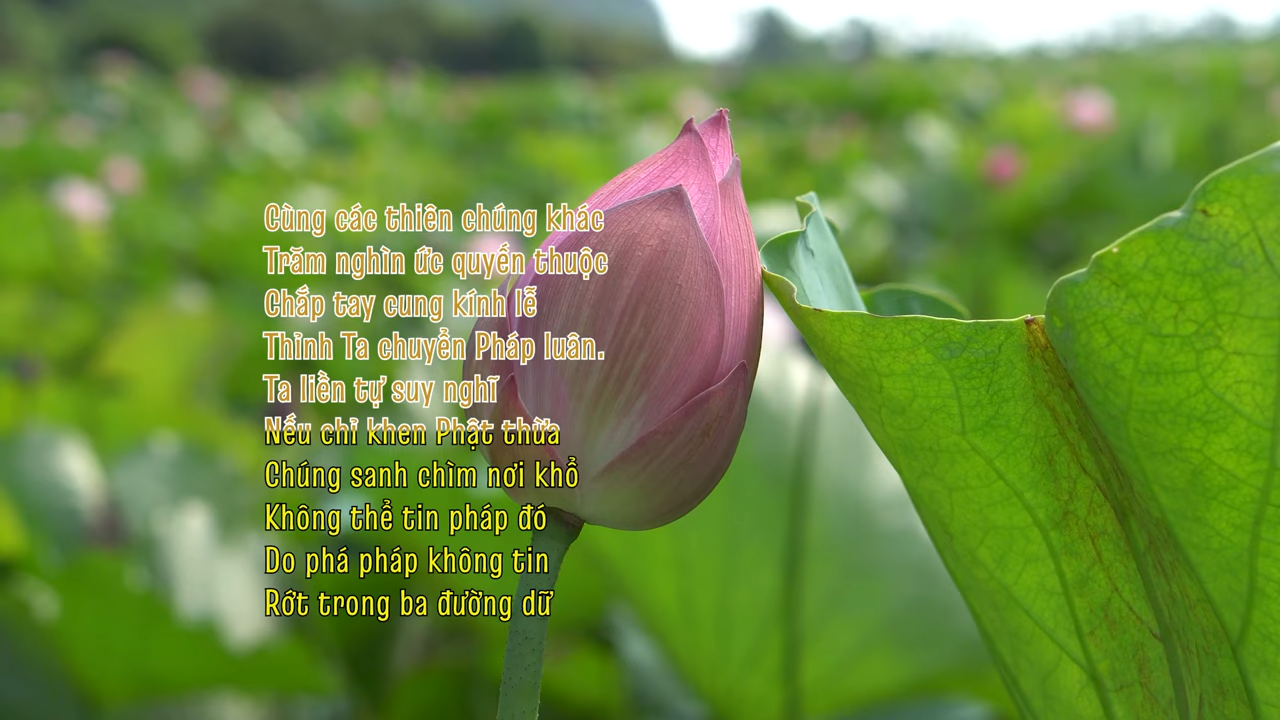 Cùng các thiên chúng khác
Trăm nghìn ức quyến thuộc
Chắp tay cung kính lễ
Thỉnh Ta chuyển Pháp luân.
Ta liền tự suy nghĩ
Nếu chỉ khen Phật thừa
Chúng sanh chìm nơi khổ
Không thể tin pháp đó
Do phá pháp không tin
Rớt trong ba đường dữ